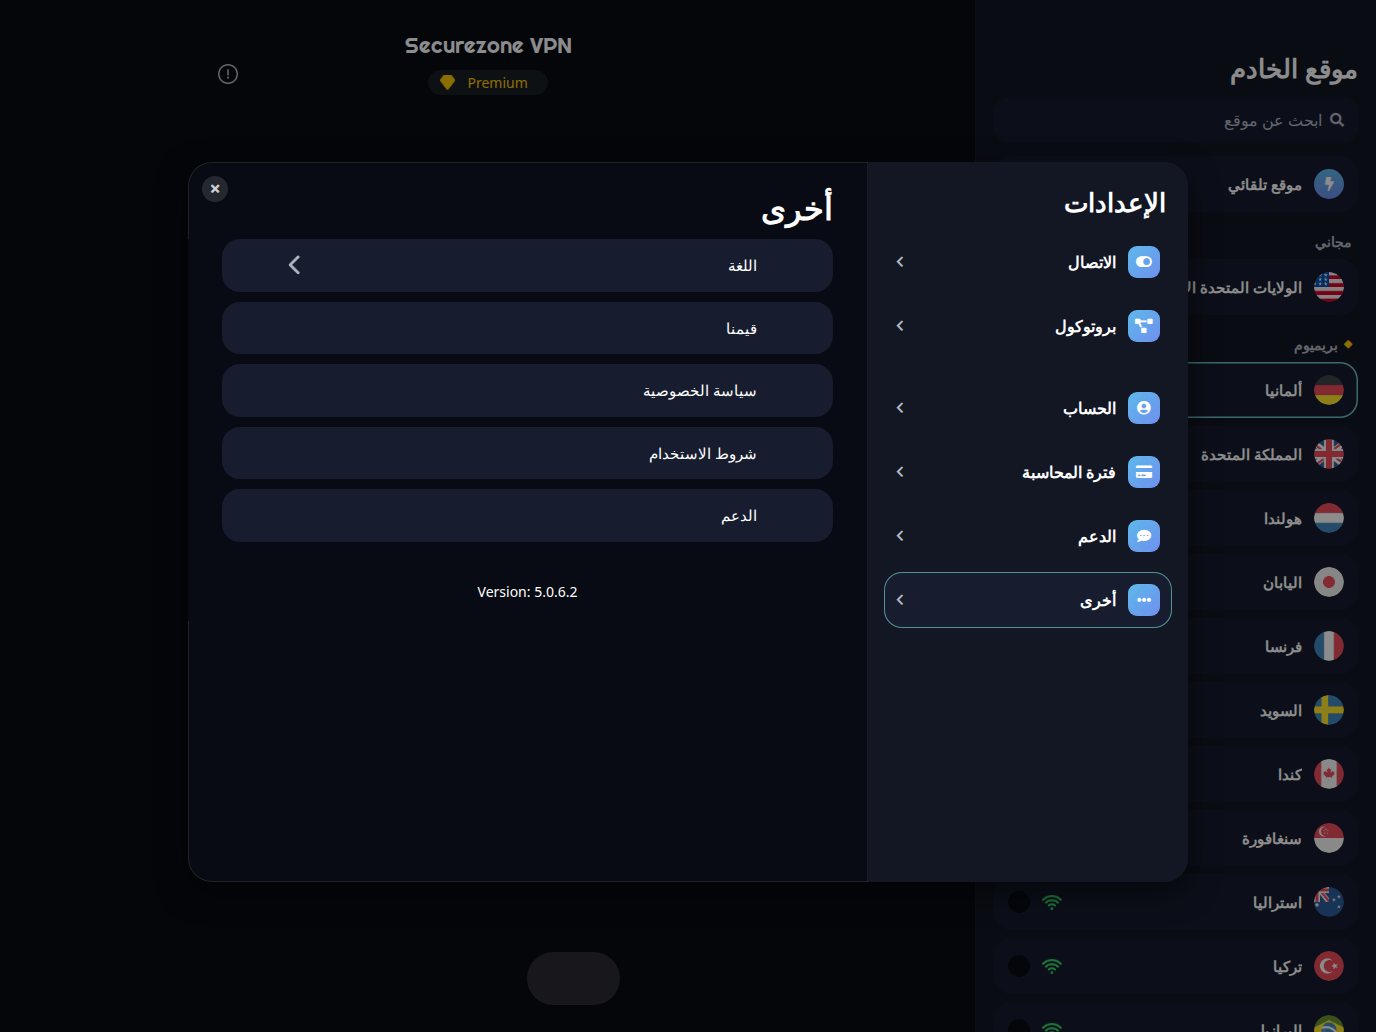 Securezone VPN
Premium
موقع الخادم
ابحث عن موقع
موقع تلقائي
مجاني
الولايات المتحدة
بريميوم
ألمانيا
المملكة المتحدة
هولندا
اليابان
فرنسا
السويد
كندا
سنغافورة
استراليا
تركيا
الإعدادات
الاتصال
بروتوكول
الحساب
فترة المحاسبة
الدعم
أخرى
أخرى
اللغة
قيمنا
سياسة الخصوصية
شروط الاستخدام
الدعم
Version: 5.0.6.2